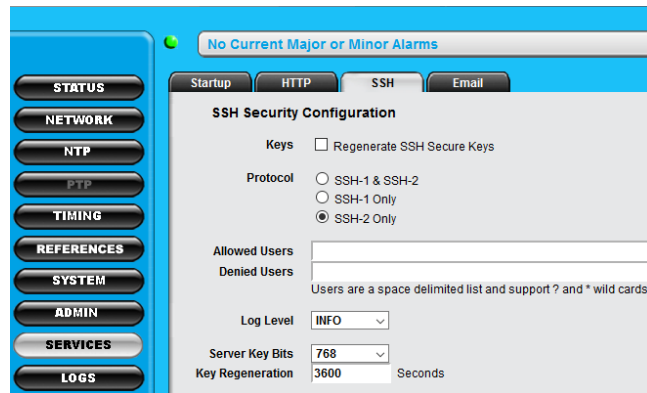 No Current Major or Minor Alarms
STATUS
NETWORK
NTP
PTP
TIMING
REFERENCES
SYSTEM
ADMIN
SERVICES
LOGS
Startup HTTP SSH Email
SSH Security Configuration
Keys Regenerate SSH Secure Keys
Protocol SSH-1 & SSH-2
SSH-1 Only
SSH-2 Only
Allowed Users
Denied Users
Users are a space delimited list and support ? and * wild cards
Log Level INFO
Server Key Bits 768
Key Regeneration 3600 Seconds